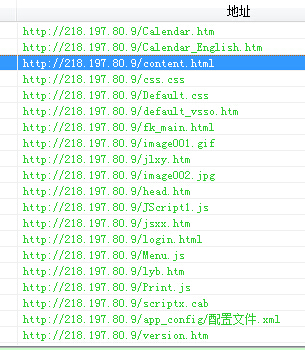 地址
http://218.197.80.9/Calendar.htm
http://218.197.80.9/Calendar_English.htm
http://218.197.80.9/content.html
http://218.197.80.9/css.css
http://218.197.80.9/Default.css
http://218.197.80.9/default_vsso.htm
http://218.197.80.9/fk_main.html
http://218.197.80.9/image001.gif
http://218.197.80.9/jlxy.htm
http://218.197.80.9/image002.jpg
http://218.197.80.9/head.htm
http://218.197.80.9/JScript1.js
http://218.197.80.9/jsxx.htm
http://218.197.80.9/login.html
http://218.197.80.9/Menu.js
http://218.197.80.9/lyb.htm
http://218.197.80.9/Print.js
http://218.197.80.9/scriptx.cab
http://218.197.80.9/app_config/配置文件.xml
http://218.197.80.9/version.htm